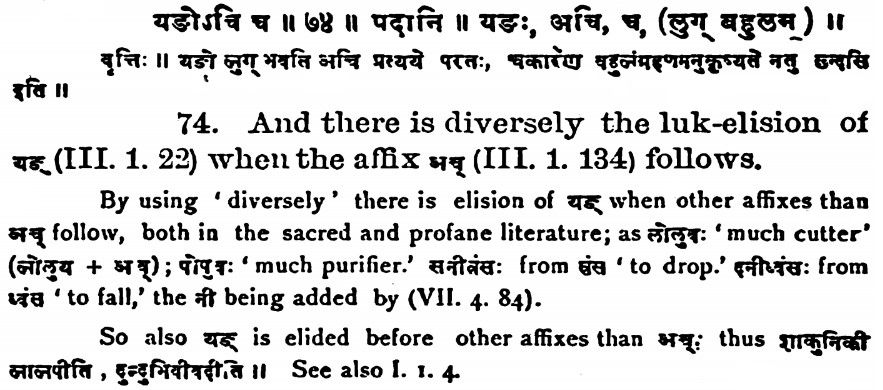 यङोऽचि च ॥ ७४ ॥ पदानि ॥ यङः, अचि, च, (लुग् बहुलम्) ॥
वृत्तिः ॥ यङो लुग् भवति अचि प्रत्यये परतः, चकारेण बहुलंग्रहणमनुकृष्यते नतु छन्दसि
इति ॥
74. And there is diversely the luk-elision of
यङ् (III. 1. 22) when the affix अच् (III. 1. 134) follows.
By using 'diversely' there is elision of यङ् when other affixes than
अच् follow, both in the sacred and profane literature; as लोलुवः 'much cutter'
(लोलुय + अच्); पोपुवः 'much purifier.' सनीस्रंसः from स्रंस 'to drop.' दनीध्वंसः from
ध्वंस 'to fall,' the नी being added by (VII. 4. 84).
So also यङ् is elided before other affixes than अच्: thus शाकुनिकी
लालपीति, दुन्दुभिर्वावदीति ॥ See also I. 1. 4.